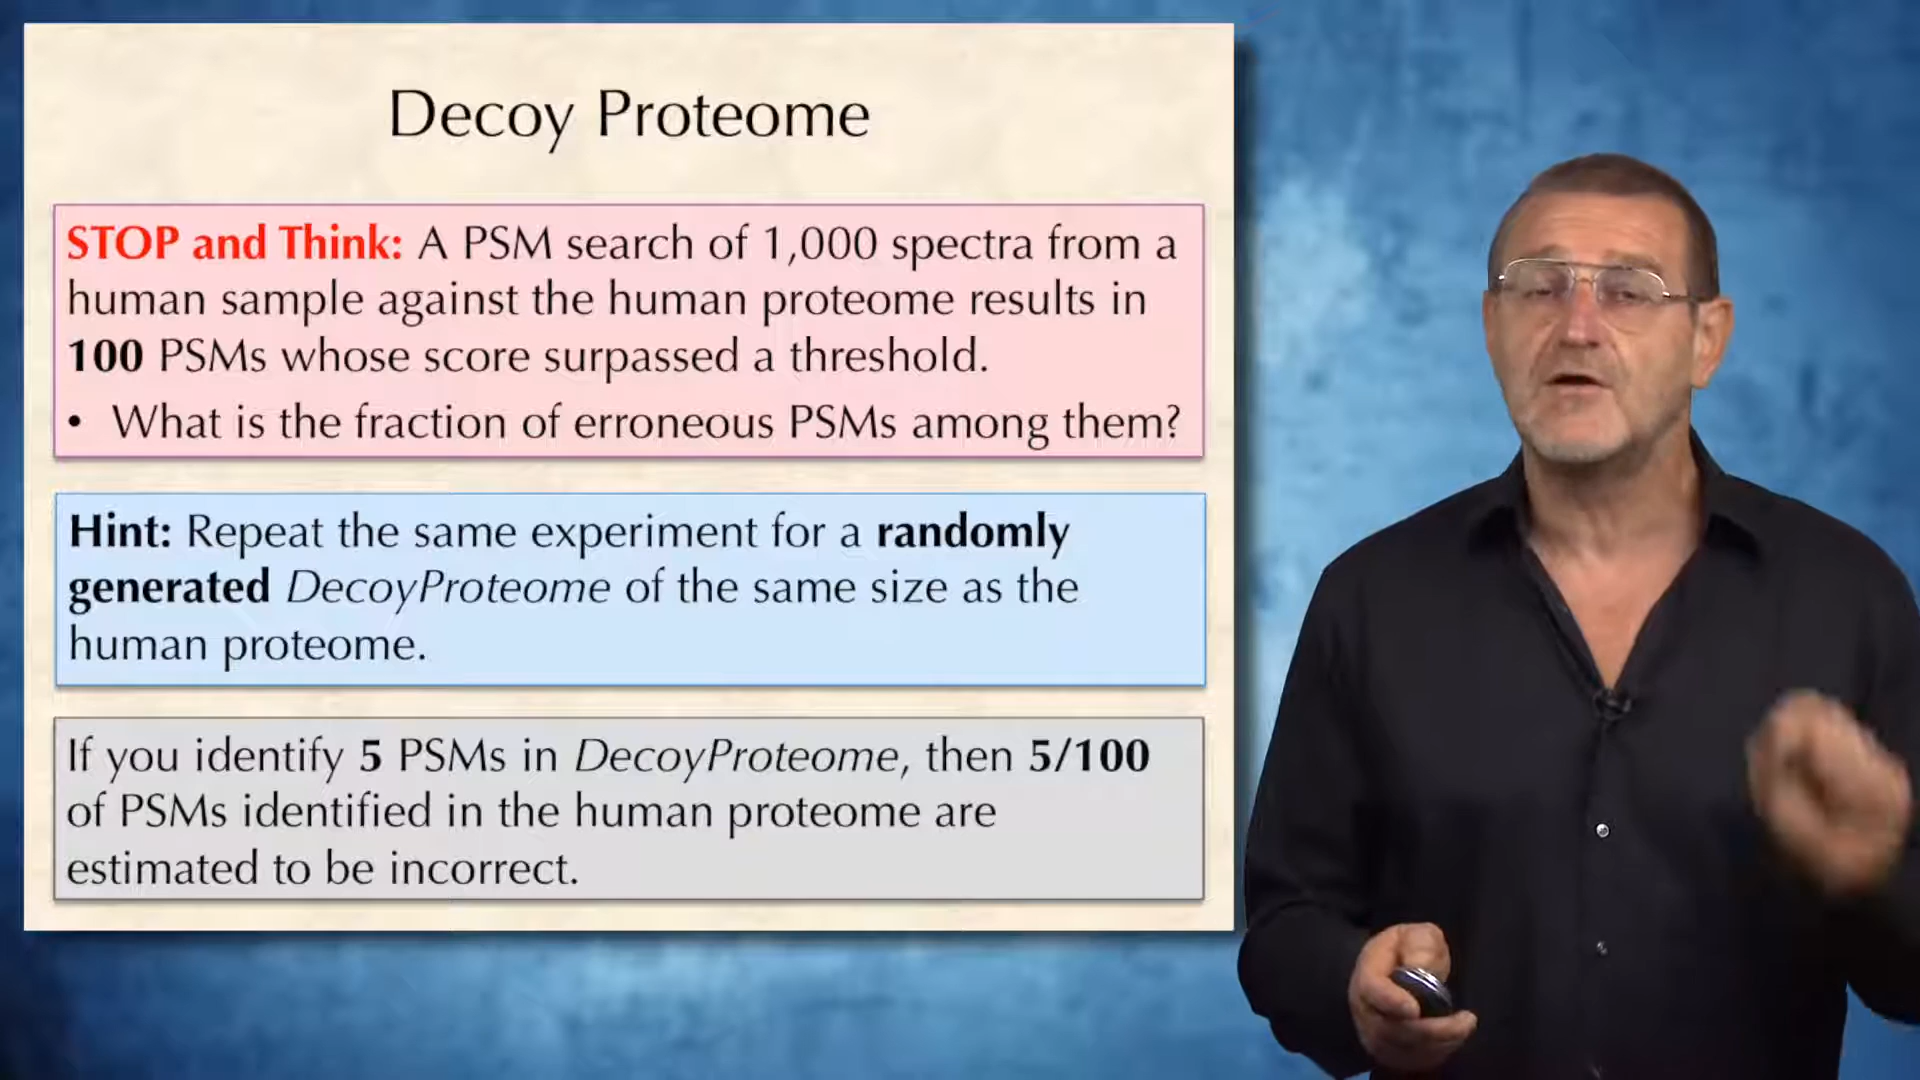 Decoy Proteome
STOP and Think: A PSM search of 1,000 spectra from a
human sample against the human proteome results in
100 PSMs whose score surpassed a threshold.
• What is the fraction of erroneous PSMs among them?
Hint: Repeat the same experiment for a randomly
generated DecoyProteome of the same size as the
human proteome.
If you identify 5 PSMs in DecoyProteome, then 5/100
of PSMs identified in the human proteome are
estimated to be incorrect.